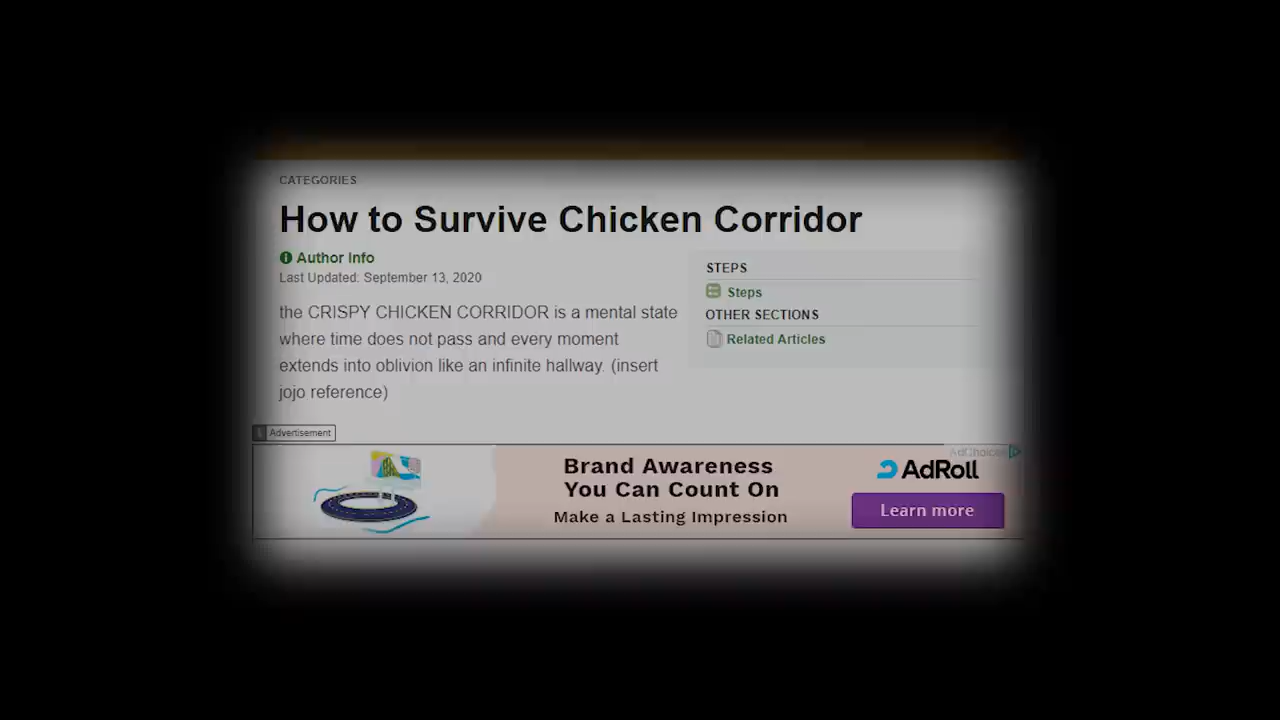 CATEGORIES
How to Survive Chicken Corridor
Author Info
Last Updated: September 13, 2020
the CRISPY CHICKEN CORRIDOR is a mental state
where time does not pass and every moment
extends into oblivion like an infinite hallway. (insert
jojo reference)
STEPS
Steps
OTHER SECTIONS
Related Articles
Advertisement
AdChoices
Brand Awareness
You Can Count On
Make a Lasting Impression
AdRoll
Learn more